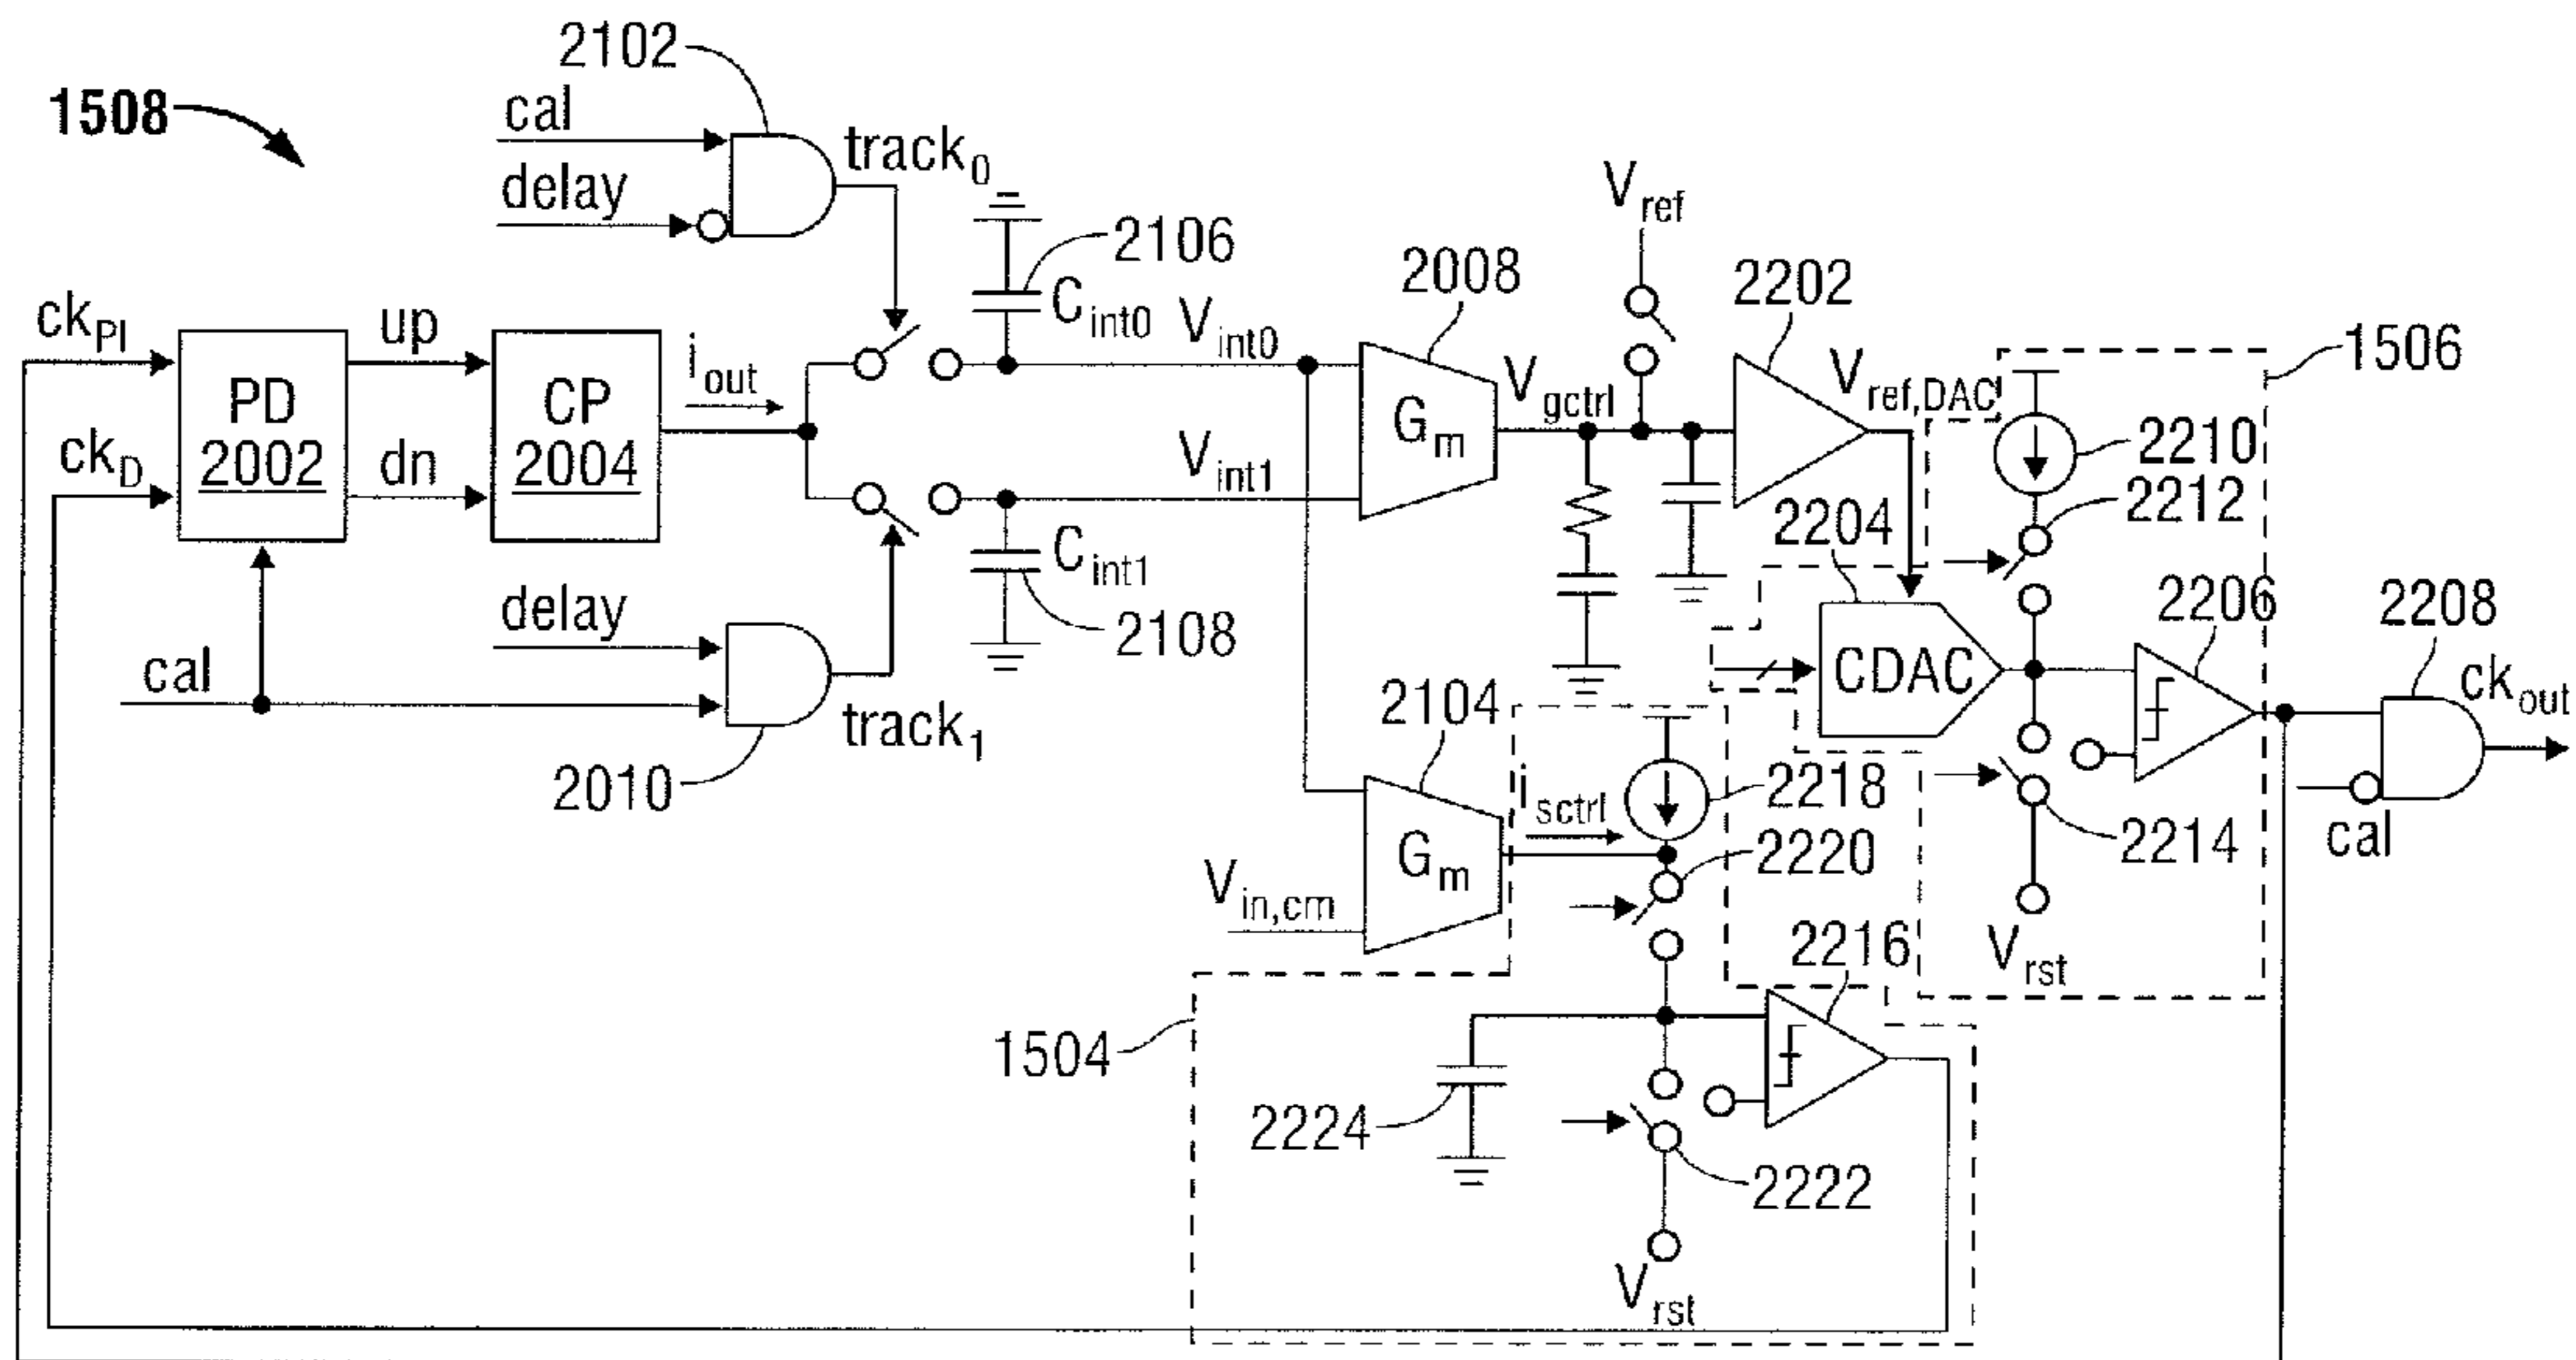 1508
2102
cal
delay
track0
2106
Cint0
Vint0
2008
Vref
2202
1506
ckPI
up
iout
PD
2002
CP
2004
ckD
dn
Gm
Vgctrl
Vref,DAC
2210
2212
Vint1
Cint1
2108
2204
2206
2208
delay
cal
track1
2010
CDAC
ckout
2104
isctrl
2218
2220
2214
cal
Gm
Vin,cm
2216
Vrst
1504
2224
2222
Vrst